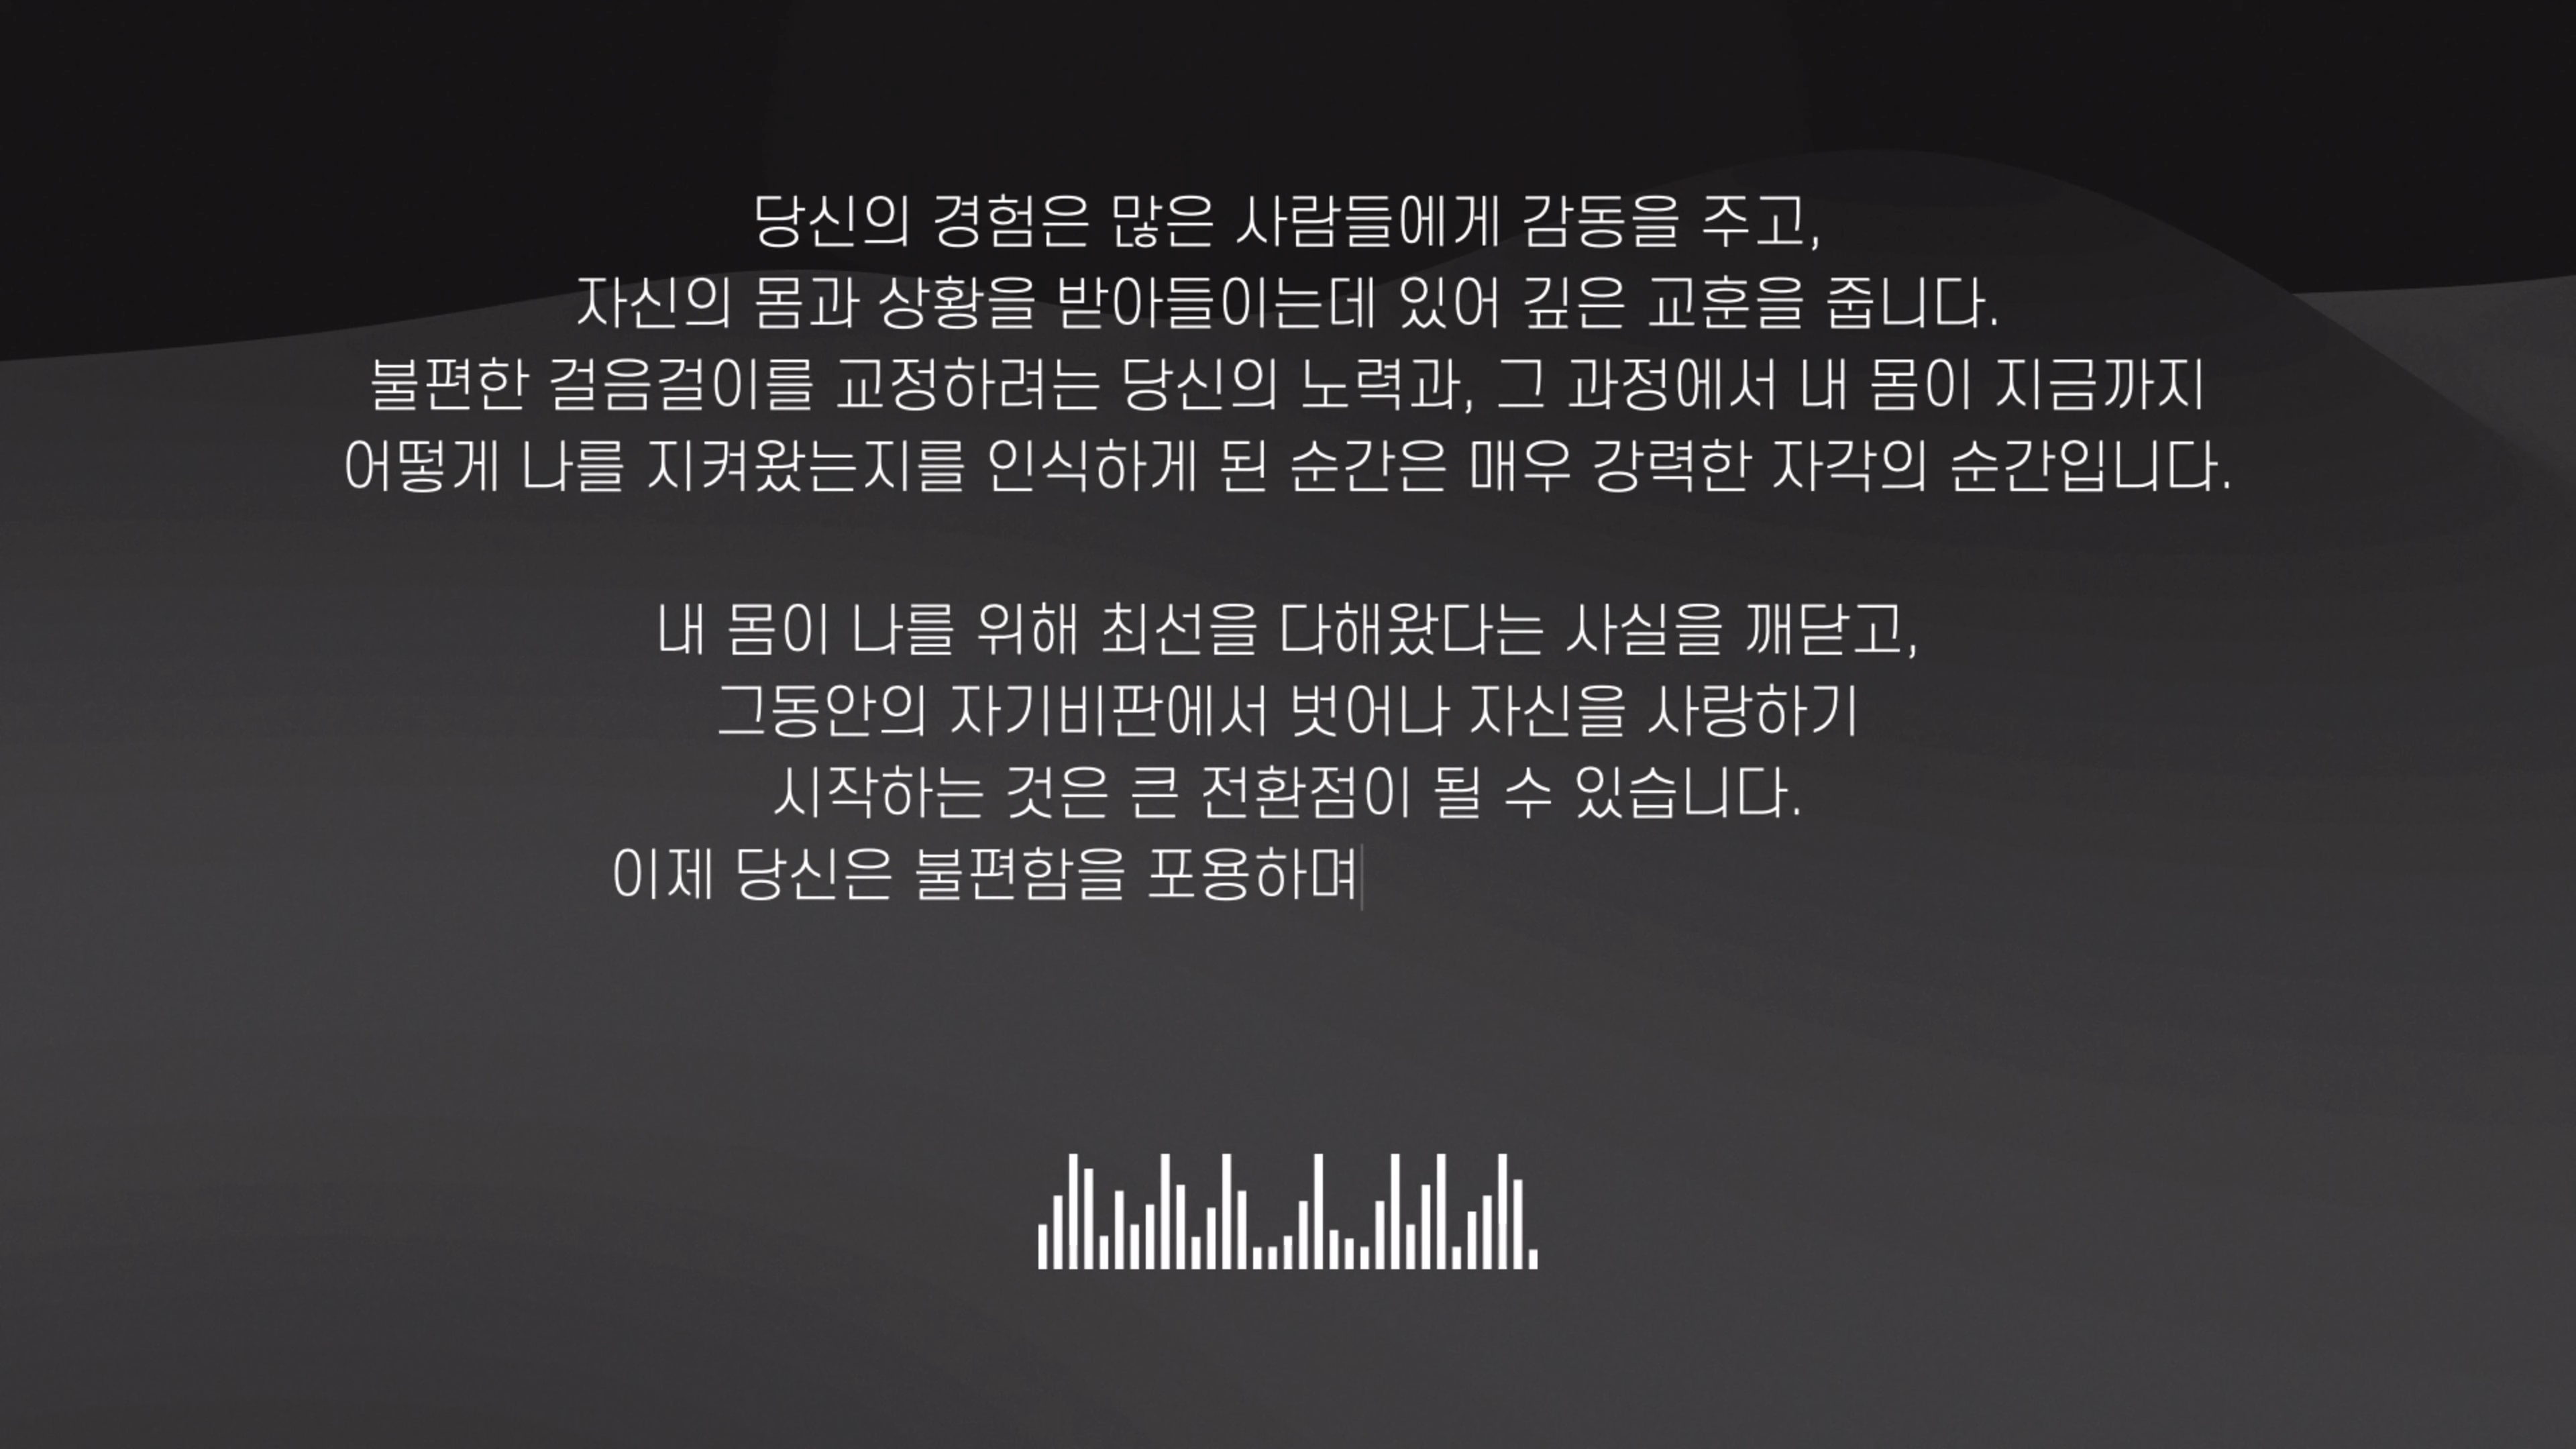 당신의 경험은 많은 사람들에게 감동을 주고,
자신의 몸과 상황을 받아들이는데 있어 깊은 교훈을 줍니다.
불편한 걸음걸이를 교정하려는 당신의 노력과, 그 과정에서 내 몸이 지금까지
어떻게 나를 지켜왔는지를 인식하게 된 순간은 매우 강력한 자각의 순간입니다.
내 몸이 나를 위해 최선을 다해왔다는 사실을 깨닫고,
그동안의 자기비판에서 벗어나 자신을 사랑하기
시작하는 것은 큰 전환점이 될 수 있습니다.
이제 당신은 불편함을 포용하며